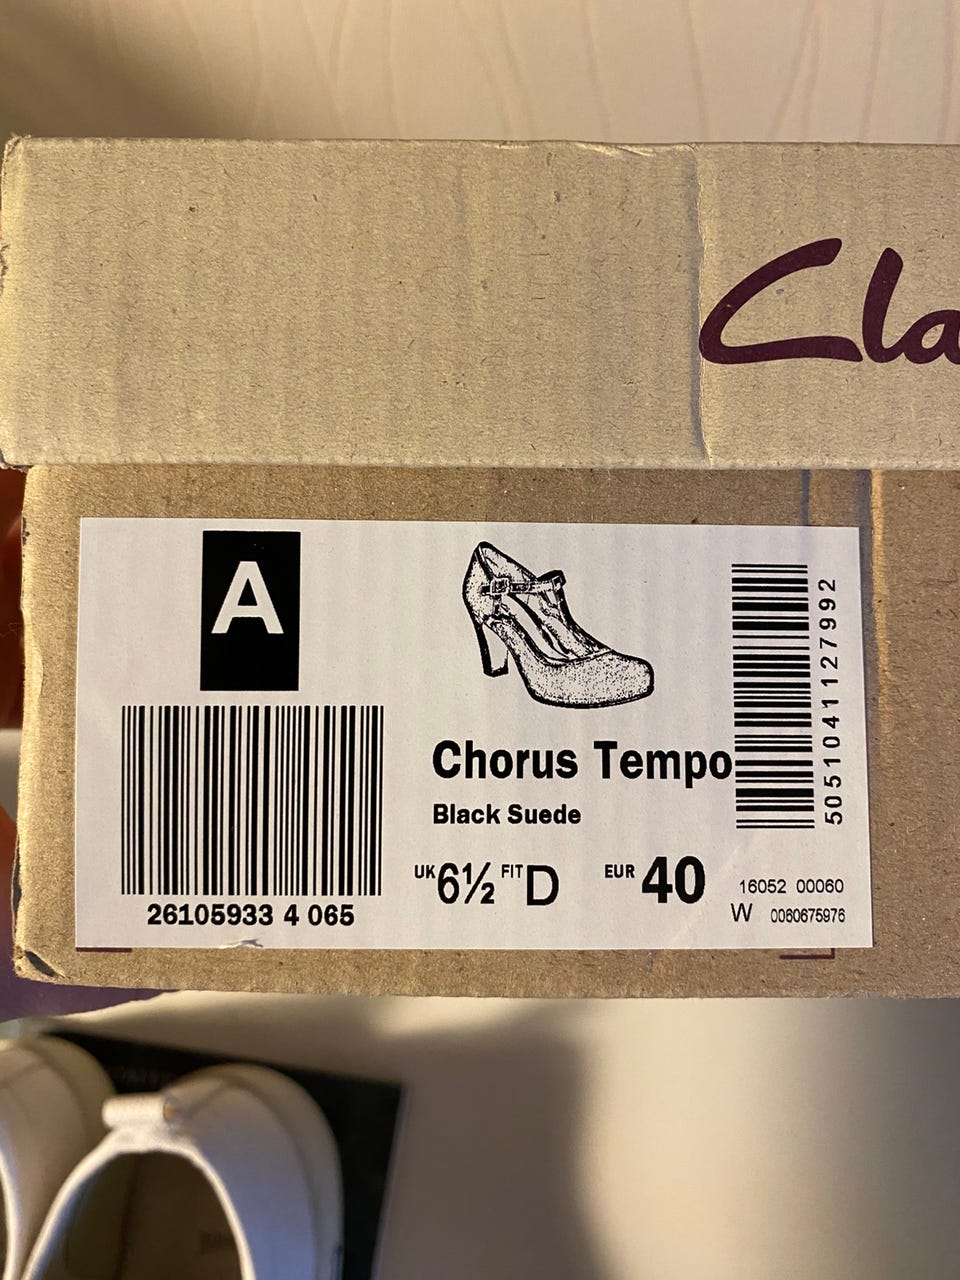 Cla
A
26105933 4 065
Chorus Tempo
Black Suede
UK 6½ FIT D EUR 40
5051041127992
16052 00060
W 0060675976